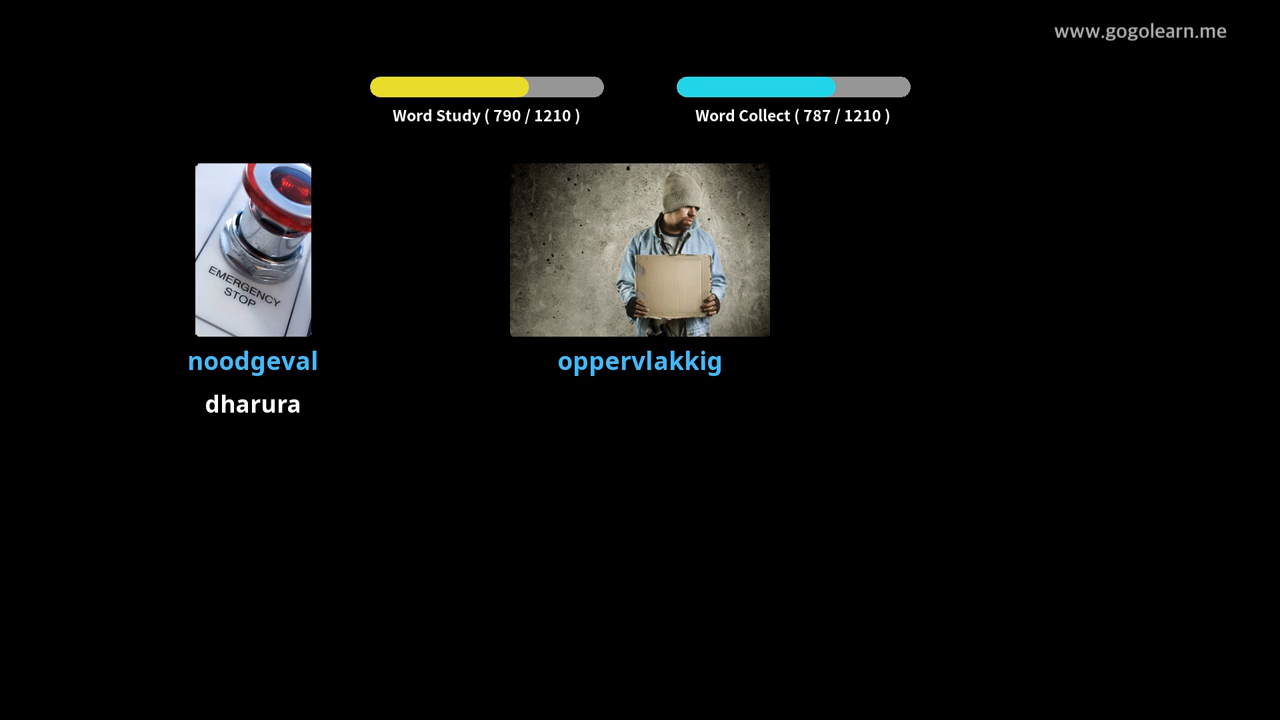 www.gogolearn.me
Word Study ( 790 / 1210 )
Word Collect ( 787 / 1210 )
EMERGENCY
STOP
noodgeval
oppervlakkig
dharura